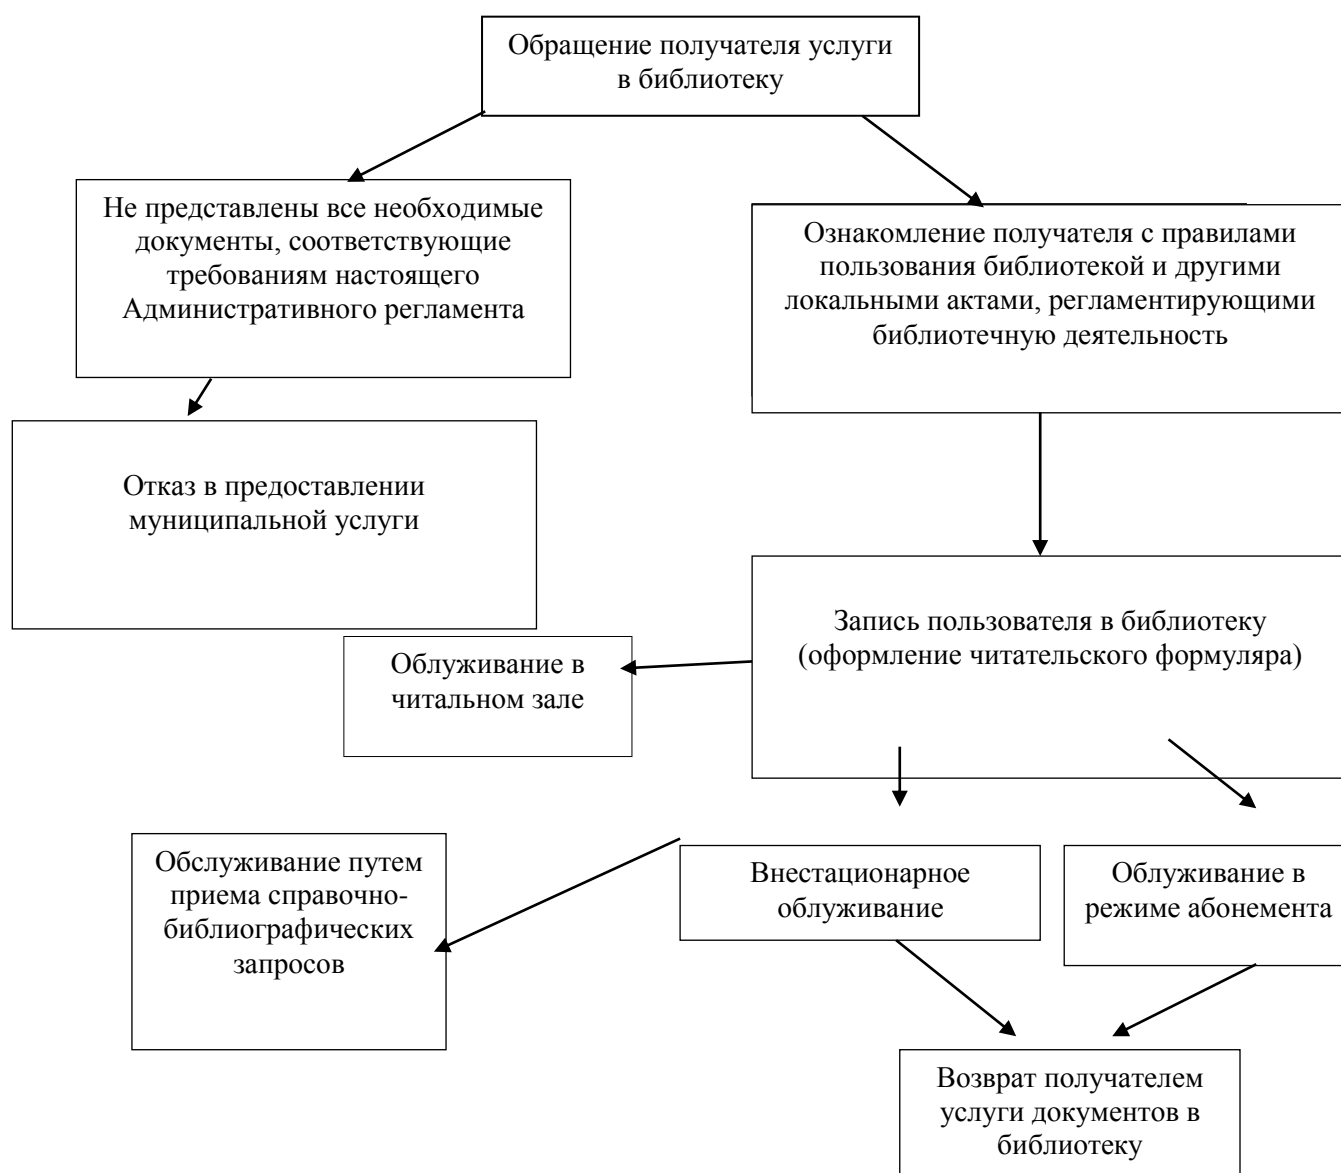 Обращение получателя услуги
в библиотеку
Не представлены все необходимые
документы, соответствующие
требованиям настоящего
Административного регламента
Ознакомление получателя с правилами
пользования библиотекой и другими
локальными актами, регламентирующими
библиотечную деятельность
Отказ в предоставлении
муниципальной услуги
Запись пользователя в библиотеку
(оформление читательского формуляра)
Облуживание в
читальном зале
Обслуживание путем
приема справочно-
библиографических
запросов
Внестационарное
облуживание
Облуживание в
режиме абонемента
Возврат получателем
услуги документов в
библиотеку